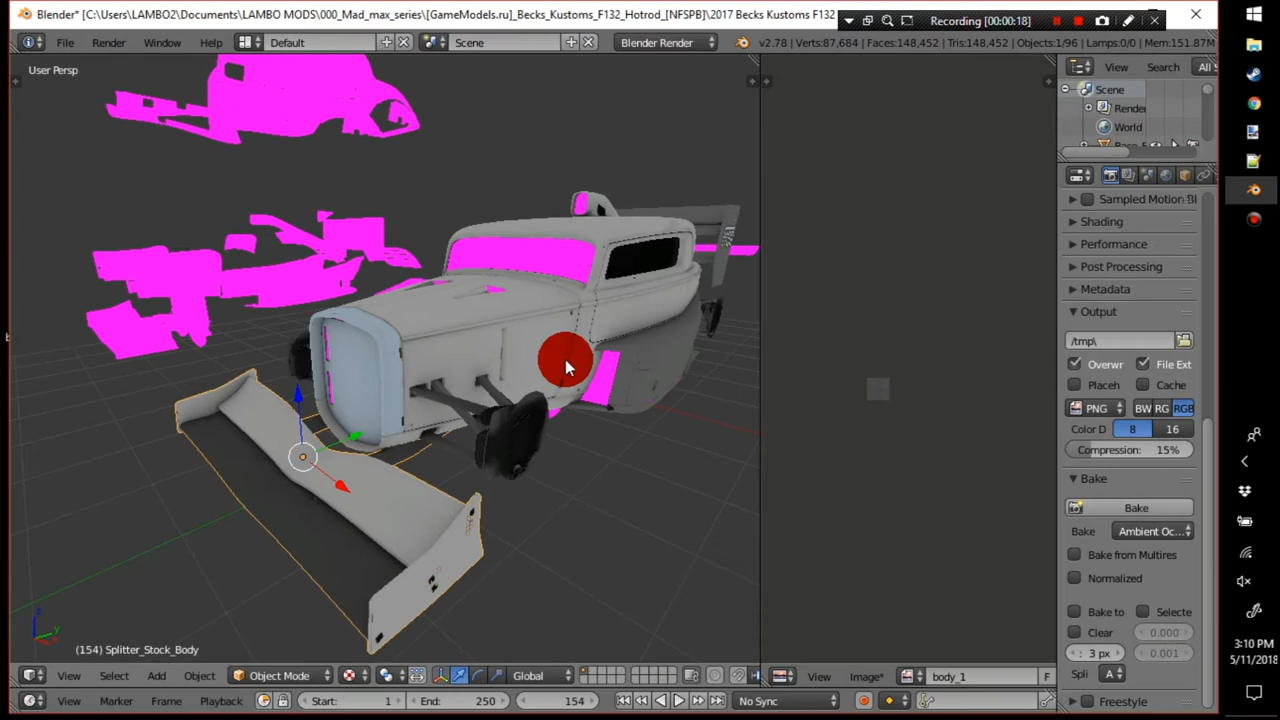 Blender* [C:\Users\LAMBO2\Documents\LAMBO MODS\000_Mad_max_series\[GameModels.ru]_Becks_Kustoms_F132_Hotrod_[NFSPB]\2017 Becks Kustoms F132
Recording [00:00:18]
File Render Window Help Default Scene Blender Render v2.78 | Verts:87,684 | Faces:148,452 | Tris:148,452 | Objects:1/96 | Lamps:0/0 | Mem:151.87M
User Persp
View Search All S
Scene
Render
World
Sampled Motion Bl
Shading
Performance
Post Processing
Metadata
Output
/tmp\
Overwr File Ext
Placeh Cache
PNG BW RG RGB
Color D 8 16
Compression: 15%
Bake
Bake
Bake Ambient Oc...
Bake from Multires
Normalized
Bake to Selecte
Clear 0.000
: 3 px 0.001
Spli A
Freestyle
(154) Splitter_Stock_Body
View Select Add Object Object Mode Global View Image* body_1 F
View Marker Frame Playback Start: 1 End: 250 154 No Sync
3:10 PM
5/11/2018